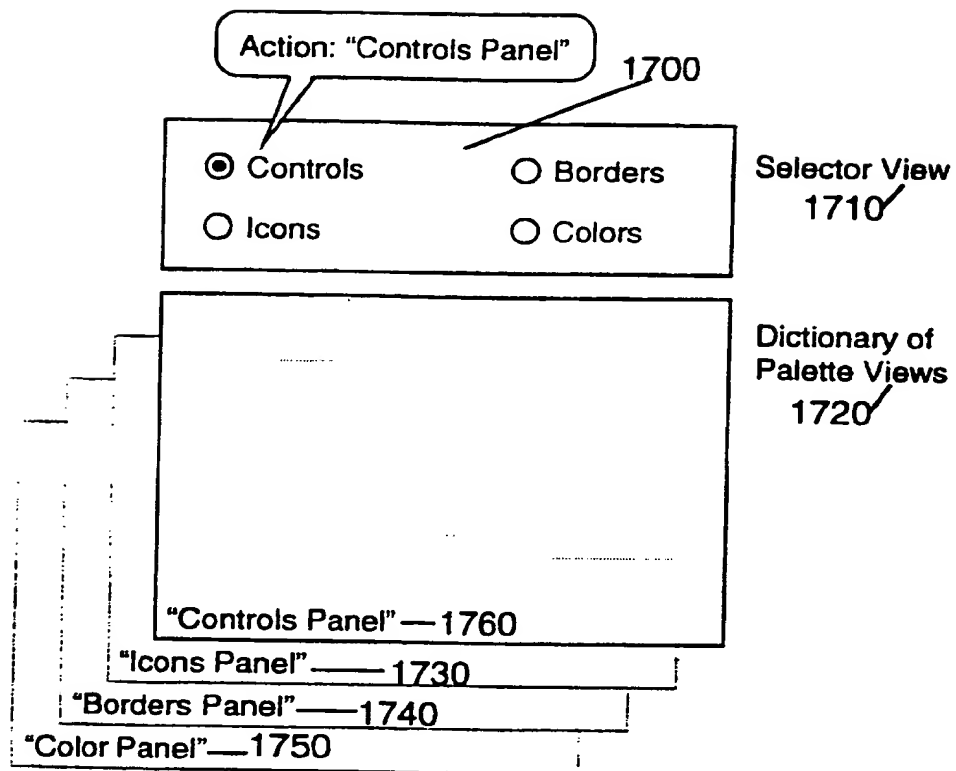 Action: “Controls Panel”
1700
Controls
Borders
Icons
Colors
Selector View
1710
Dictionary of
Palette Views
1720
“Controls Panel” 1760
“Icons Panel” 1730
“Borders Panel” 1740
“Color Panel” 1750